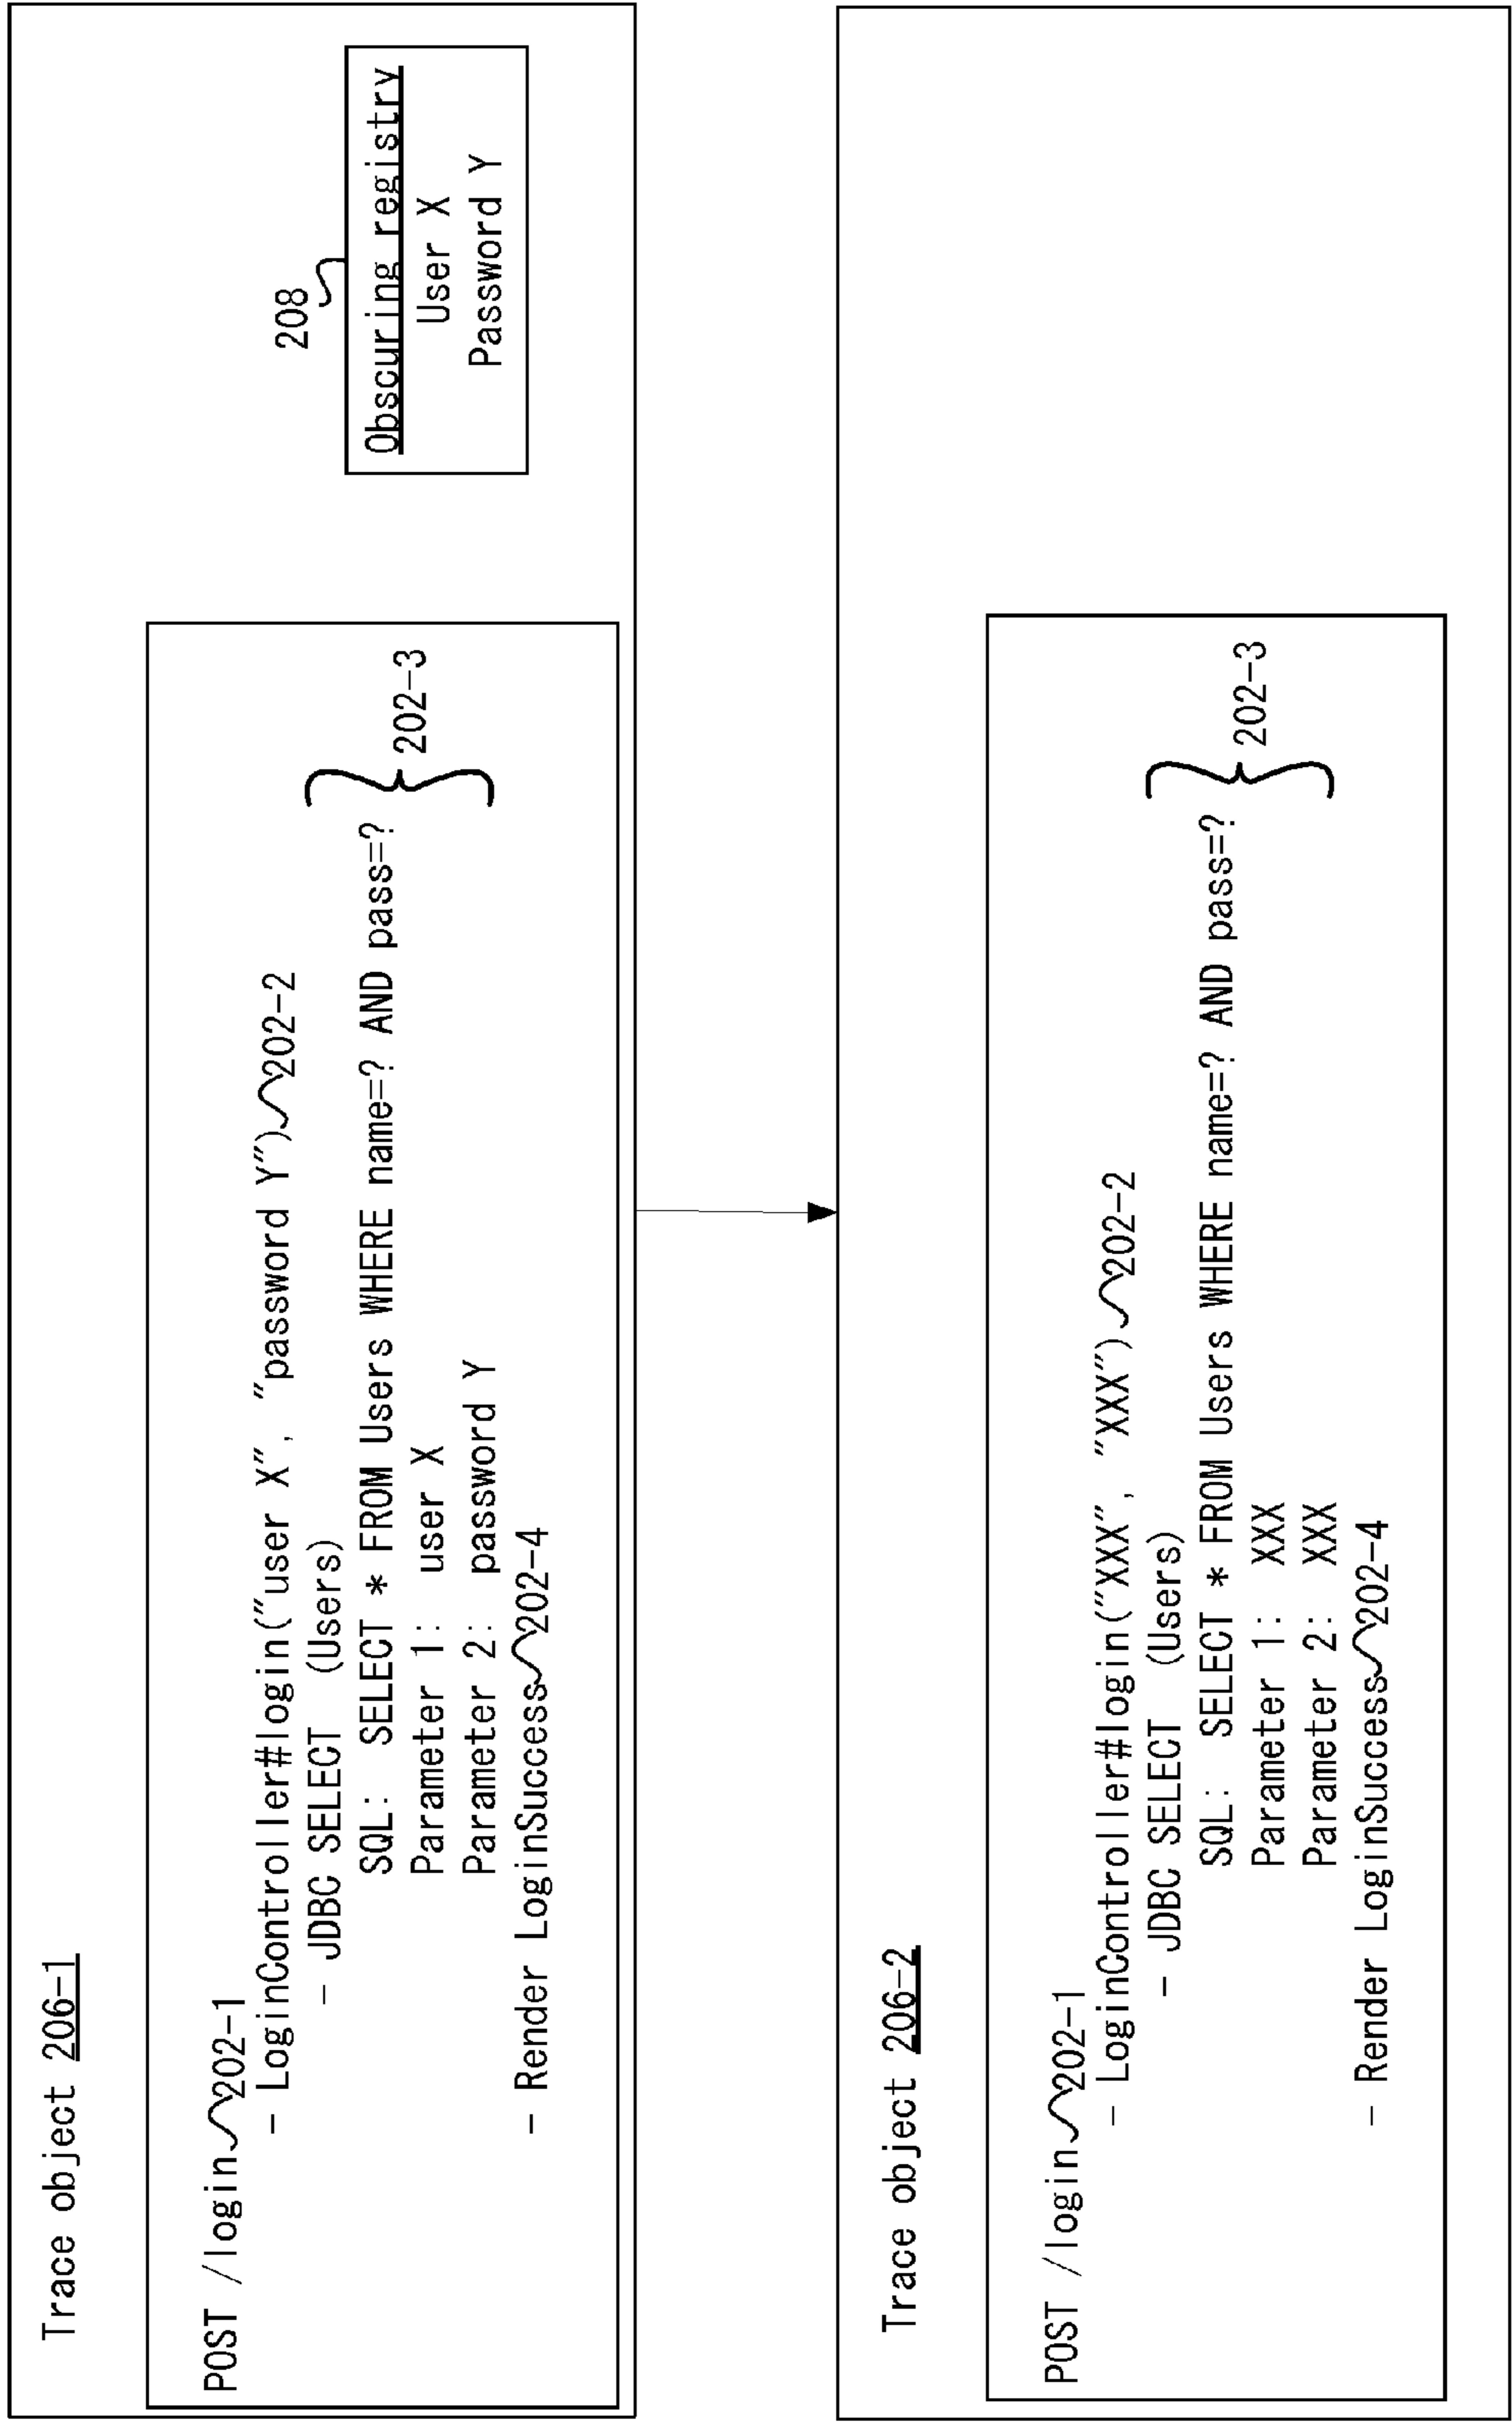 Trace object 206-1
208
Obscuring registry
User X
Password Y
POST /login 202-1
- LoginController#login("user X", "password Y") 202-2
- JDBC SELECT (Users)
SQL: SELECT * FROM Users WHERE name=? AND pass=?
Parameter 1: user X
Parameter 2: password Y
202-3
- Render LoginSuccess 202-4
Trace object 206-2
POST /login 202-1
- LoginController#login("XXX", "XXX") 202-2
- JDBC SELECT (Users)
SQL: SELECT * FROM Users WHERE name=? AND pass=?
Parameter 1: XXX
Parameter 2: XXX
202-3
- Render LoginSuccess 202-4